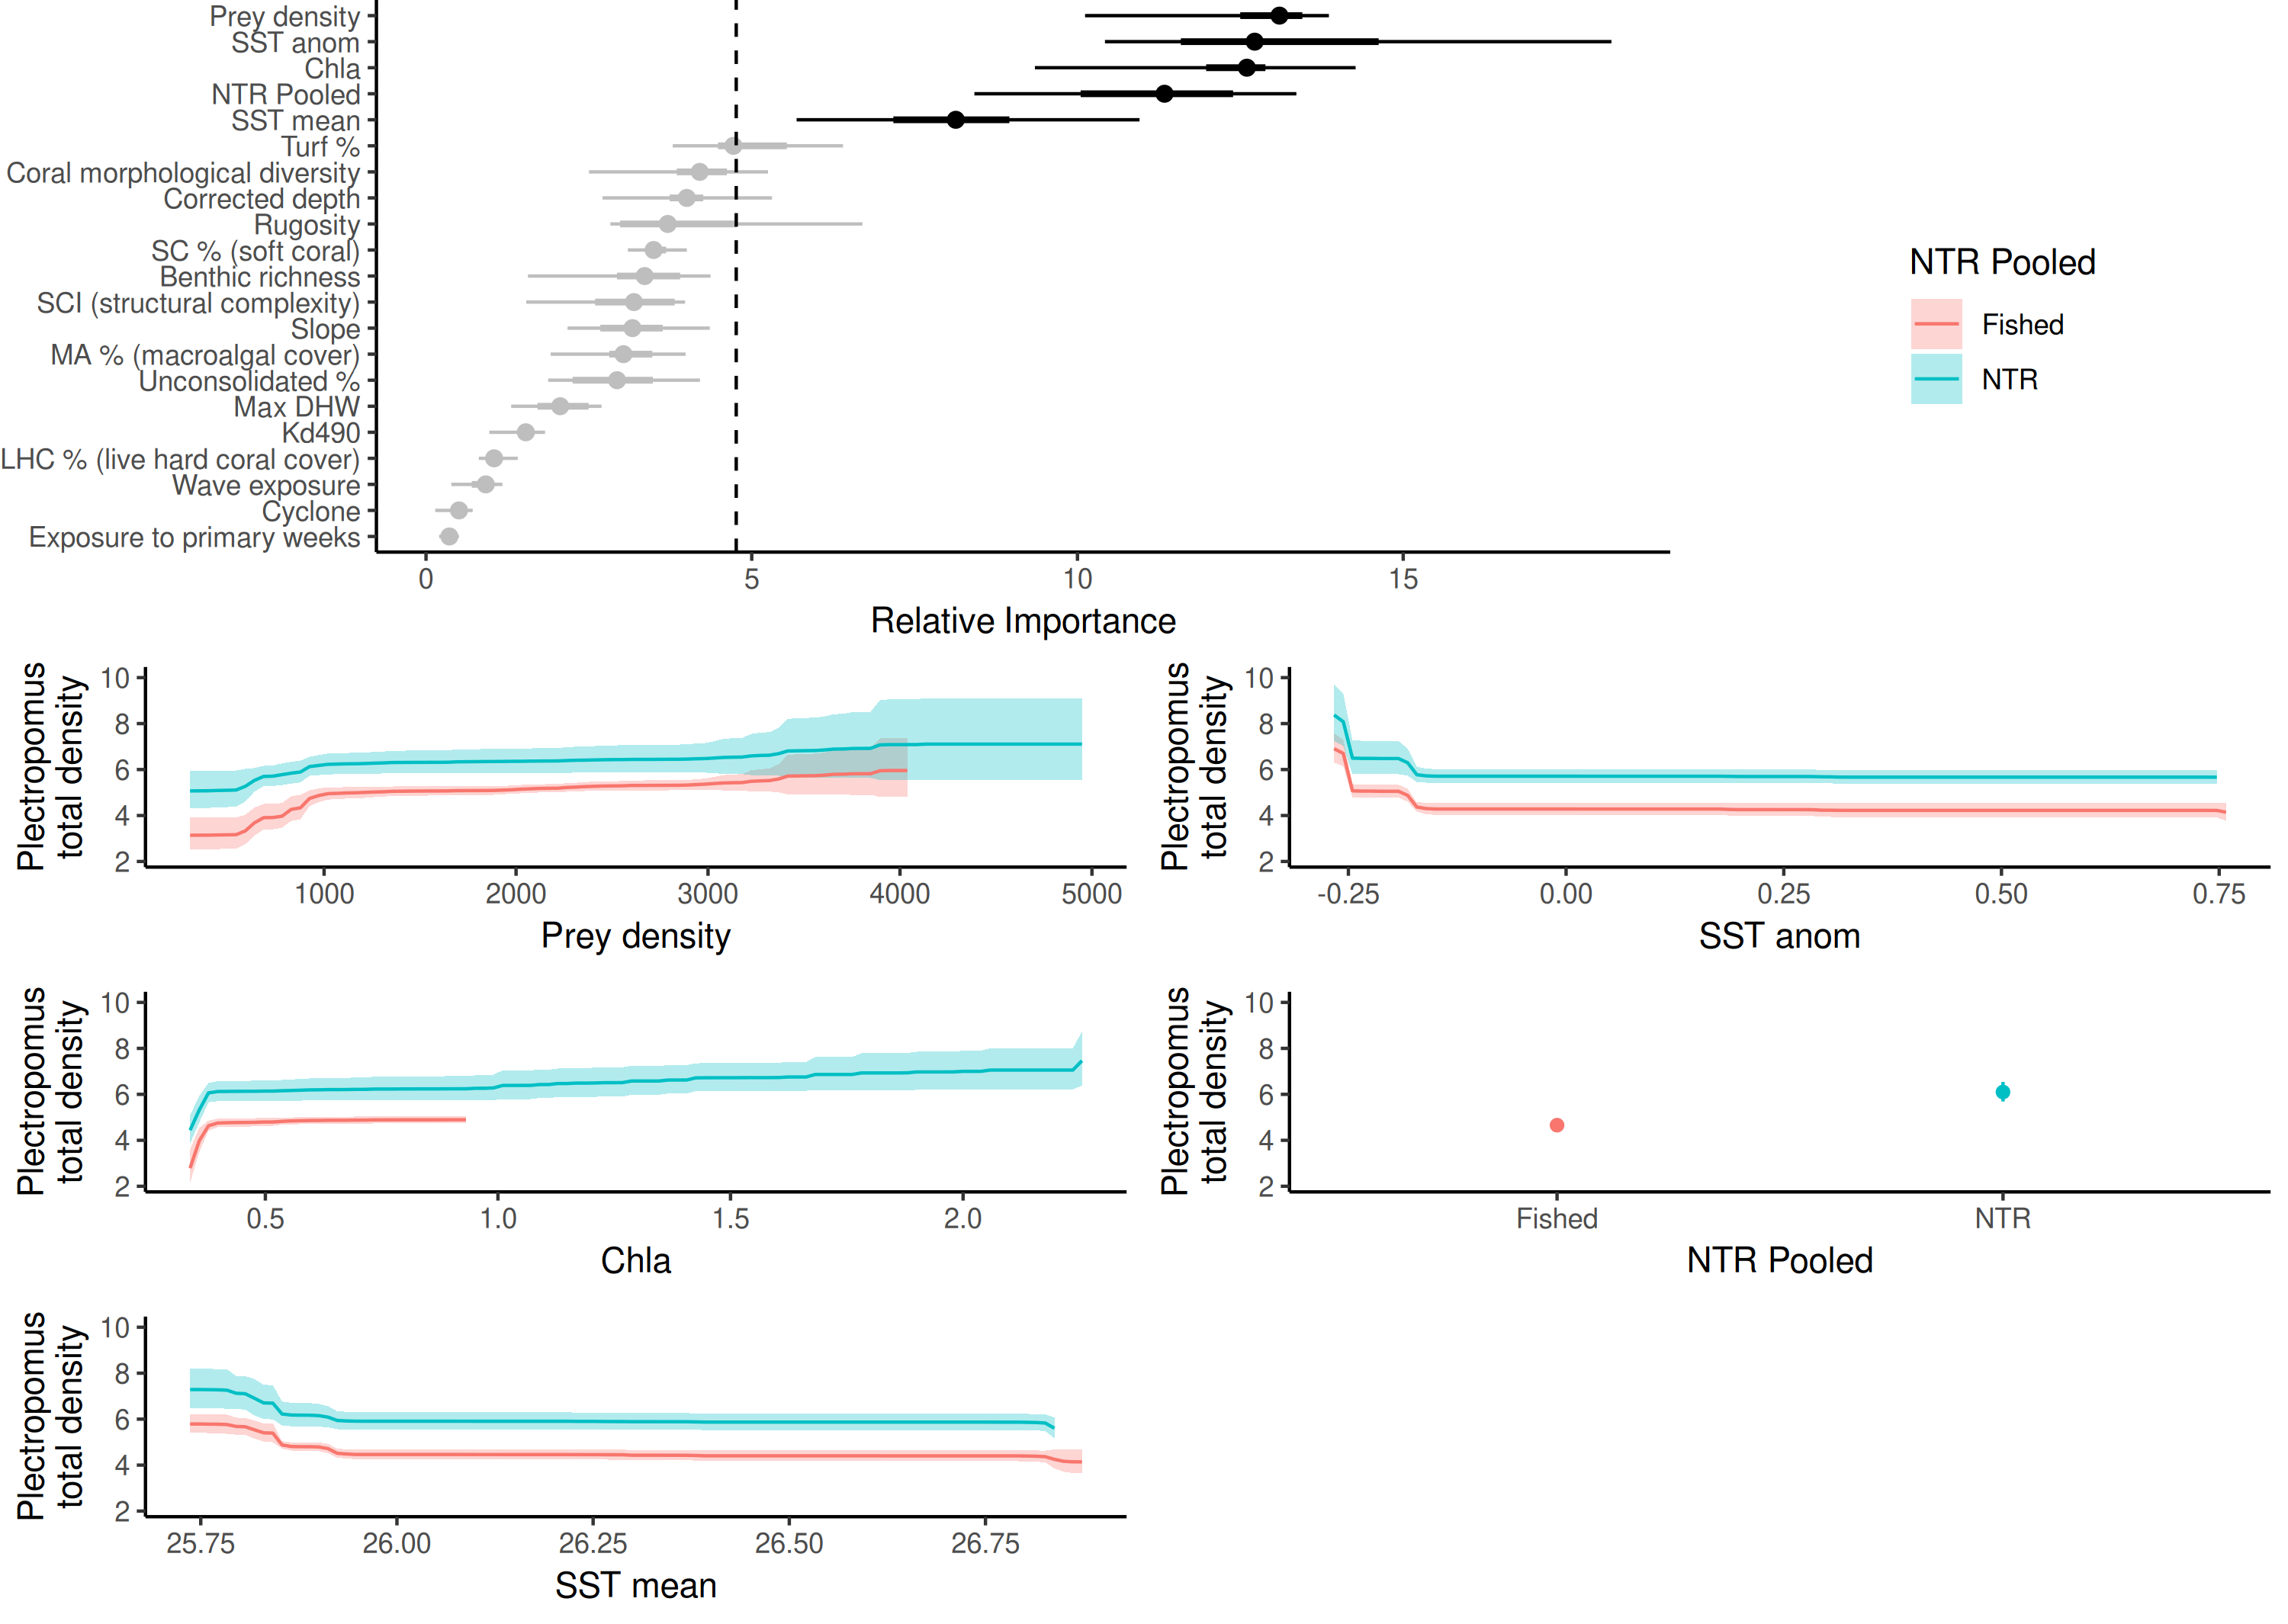 Prey density
SST anom
Chla
NTR Pooled
SST mean
Turf %
Coral morphological diversity
Corrected depth
Rugosity
SC % (soft coral)
Benthic richness
SCI (structural complexity)
Slope
MA % (macroalgal cover)
Unconsolidated %
Max DHW
Kd490
LHC % (live hard coral cover)
Wave exposure
Cyclone
Exposure to primary weeks
0 5 10 15
Relative Importance
NTR Pooled
Fished
NTR
Plectropomus
total density
10
8
6
4
2
1000 2000 3000 4000 5000
Prey density
Plectropomus
total density
10
8
6
4
2
-0.25 0.00 0.25 0.50 0.75
SST anom
Plectropomus
total density
10
8
6
4
2
0.5 1.0 1.5 2.0
Chla
Plectropomus
total density
10
8
6
4
2
Fished NTR
NTR Pooled
Plectropomus
total density
10
8
6
4
2
25.75 26.00 26.25 26.50 26.75
SST mean